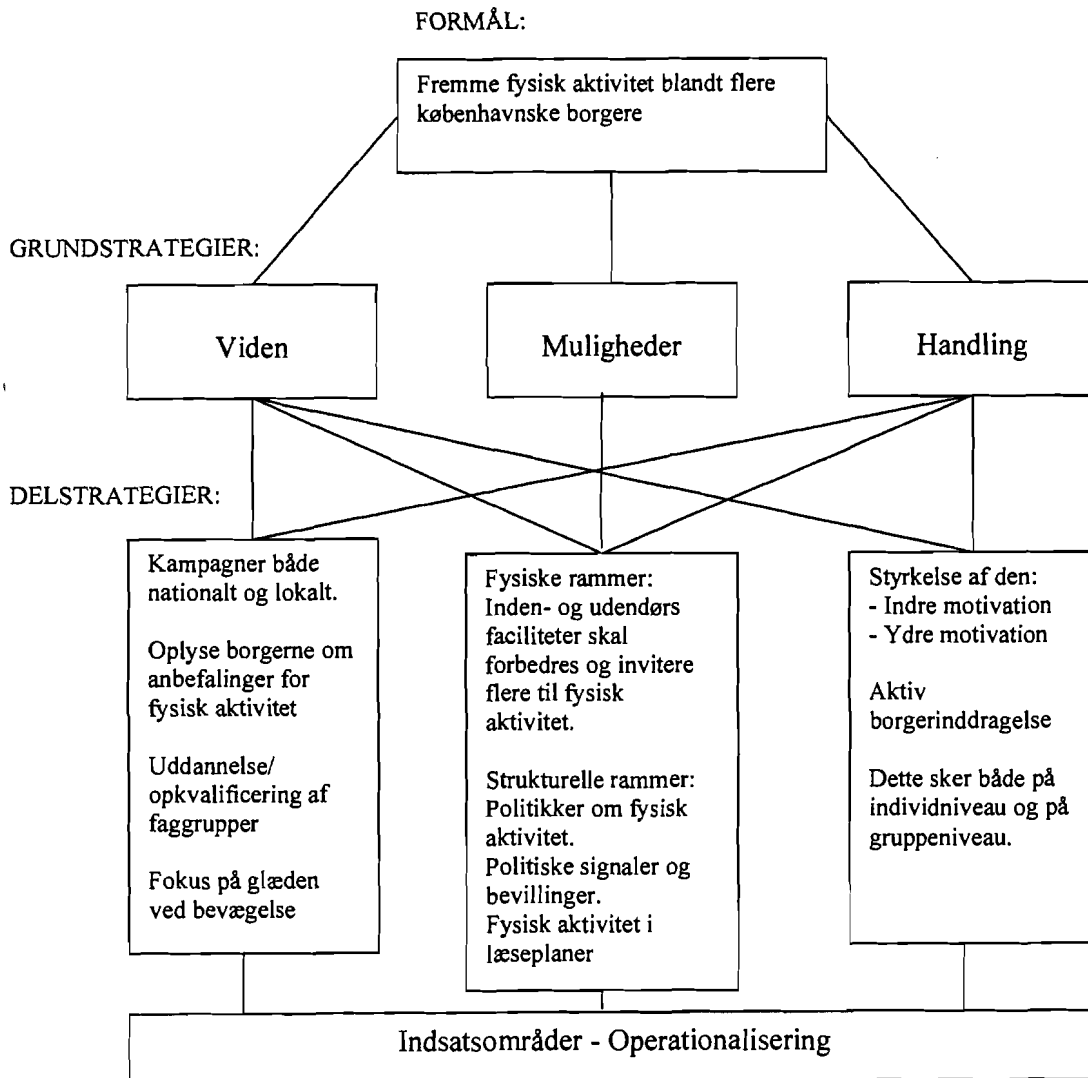 FORMÅL:
Fremme fysisk aktivitet blandt flere
københavnske borgere
GRUNDSTRATEGIER:
Viden
Muligheder
Handling
DELSTRATEGIER:
Kampagner både
nationalt og lokalt.
Oplyse borgerne om
anbefalinger for
fysisk aktivitet
Uddannelse/
opkvalificering af
faggrupper
Fokus på glæden
ved bevægelse
Fysiske rammer:
Inden- og udendørs
faciliteter skal
forbedres og invitere
flere til fysisk
aktivitet.
Strukturelle rammer:
Politikker om fysisk
aktivitet.
Politiske signaler og
bevillinger.
Fysisk aktivitet i
læseplaner
Styrkelse af den:
- Indre motivation
- Ydre motivation
Aktiv
borgerinddragelse
Dette sker både på
individniveau og på
gruppeniveau.
Indsatsområder - Operationalisering